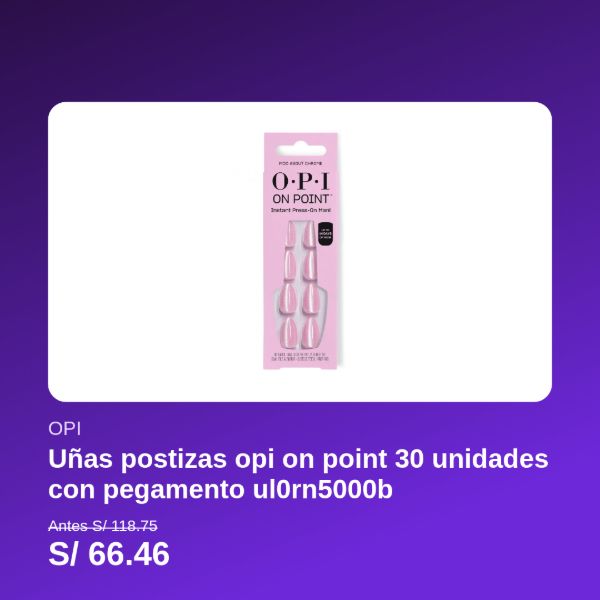 O·P·I
ON POINT
Instant Press-On Mani
OPI
Uñas postizas opi on point 30 unidades
con pegamento ul0rn5000b
Antes S/ 118.75
S/ 66.46